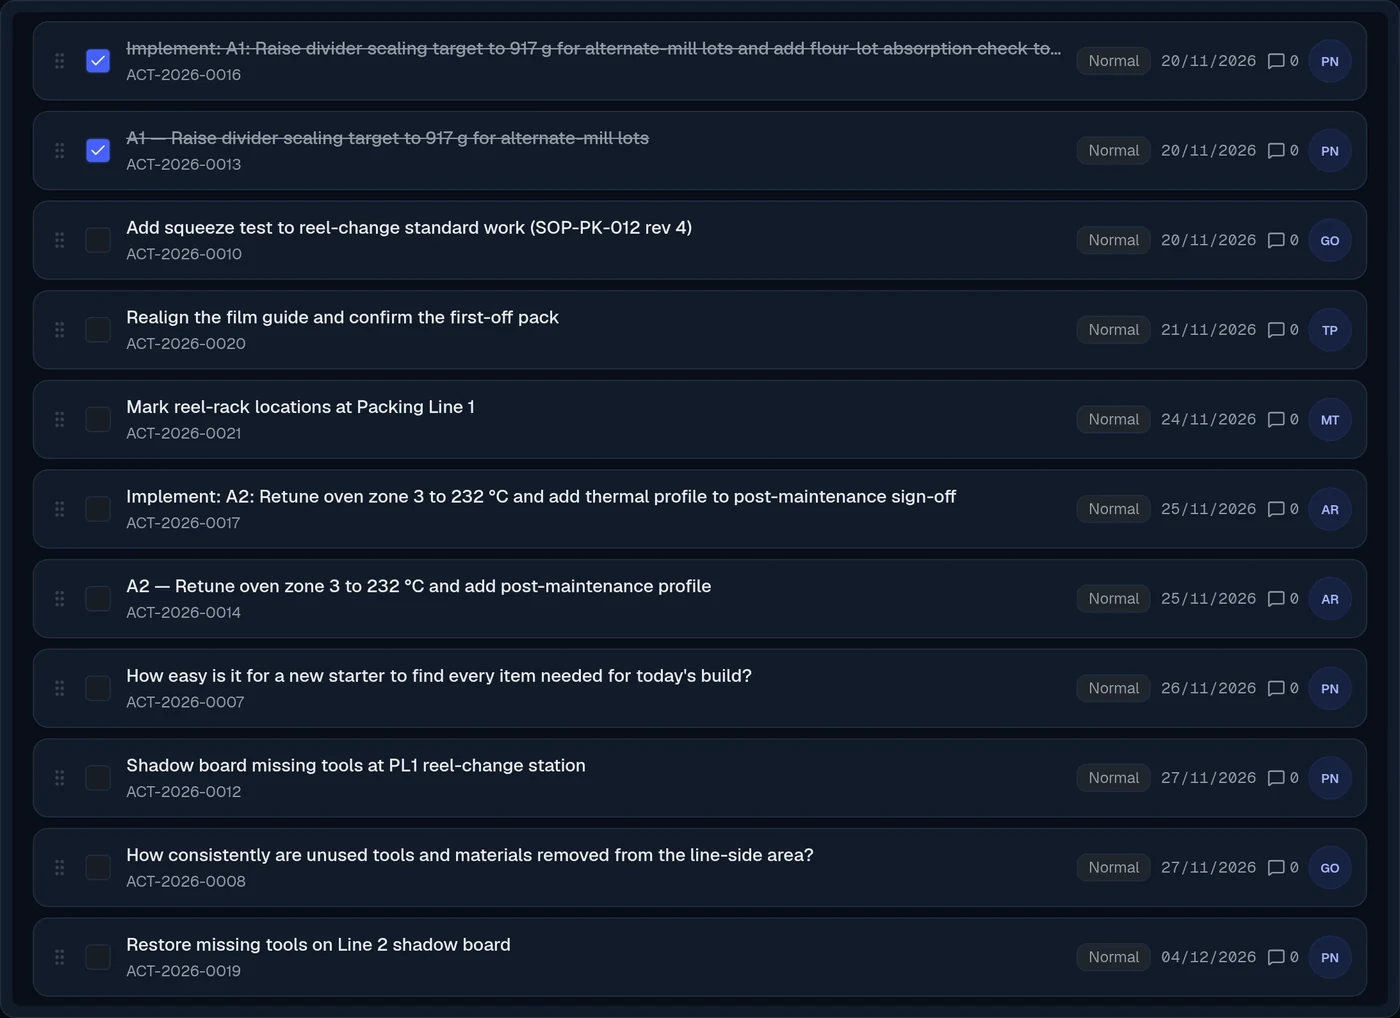 Implement: A1: Raise divider scaling target to 917 g for alternate-mill lots and add flour-lot absorption check to…
ACT-2026-0016
Normal 20/11/2026 0 PN
A1 — Raise divider scaling target to 917 g for alternate-mill lots
ACT-2026-0013
Normal 20/11/2026 0 PN
Add squeeze test to reel-change standard work (SOP-PK-012 rev 4)
ACT-2026-0010
Normal 20/11/2026 0 GO
Realign the film guide and confirm the first-off pack
ACT-2026-0020
Normal 21/11/2026 0 TP
Mark reel-rack locations at Packing Line 1
ACT-2026-0021
Normal 24/11/2026 0 MT
Implement: A2: Retune oven zone 3 to 232 °C and add thermal profile to post-maintenance sign-off
ACT-2026-0017
Normal 25/11/2026 0 AR
A2 — Retune oven zone 3 to 232 °C and add post-maintenance profile
ACT-2026-0014
Normal 25/11/2026 0 AR
How easy is it for a new starter to find every item needed for today's build?
ACT-2026-0007
Normal 26/11/2026 0 PN
Shadow board missing tools at PL1 reel-change station
ACT-2026-0012
Normal 27/11/2026 0 PN
How consistently are unused tools and materials removed from the line-side area?
ACT-2026-0008
Normal 27/11/2026 0 GO
Restore missing tools on Line 2 shadow board
ACT-2026-0019
Normal 04/12/2026 0 PN